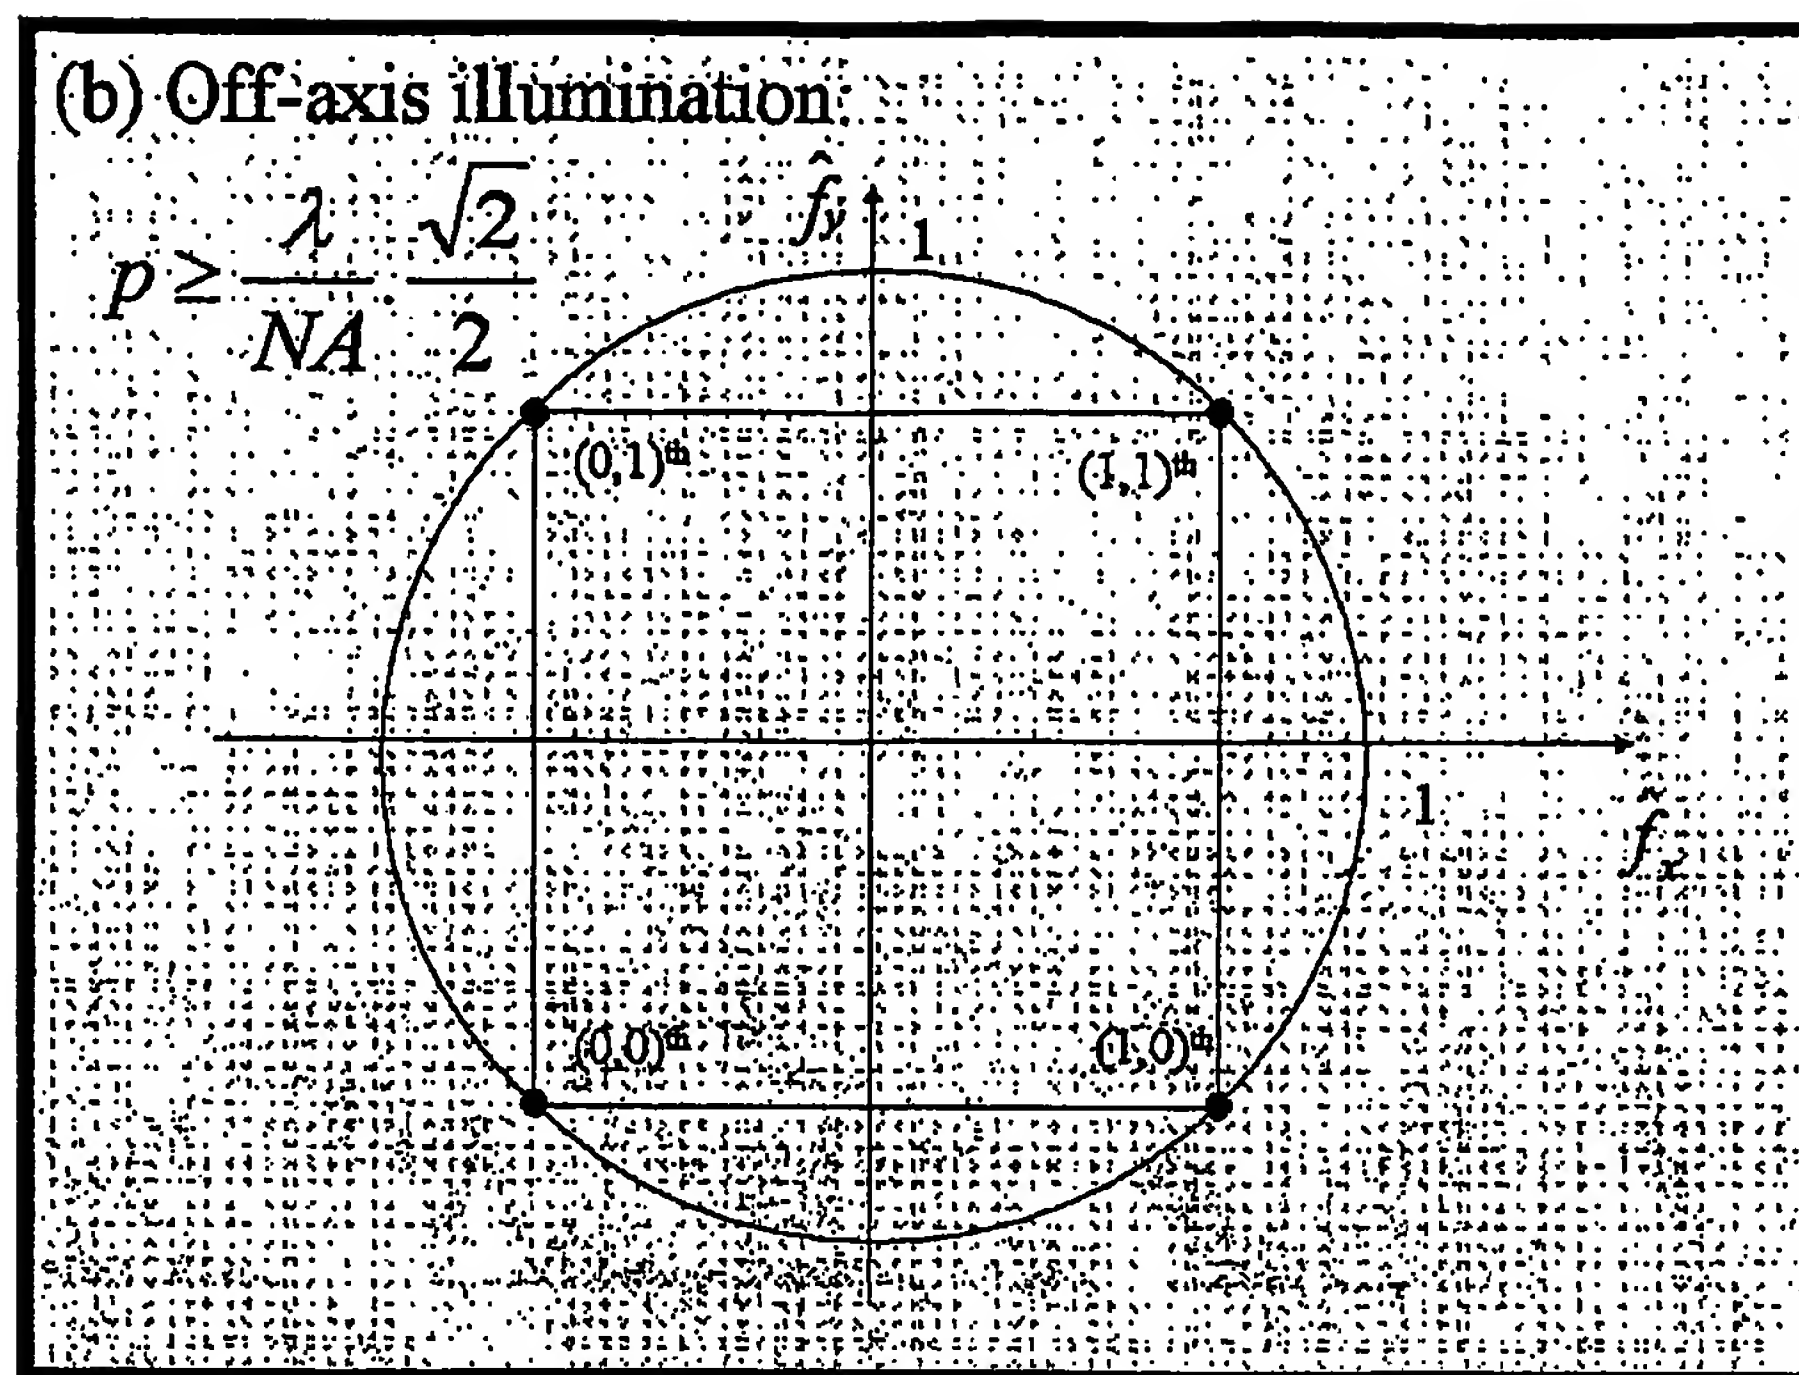 (b) Off-axis illumination
p ≥ λ/NA √2/2
f̂y
1
(0,1)th
(1,1)th
1
fx
(0,0)th
(1,0)th